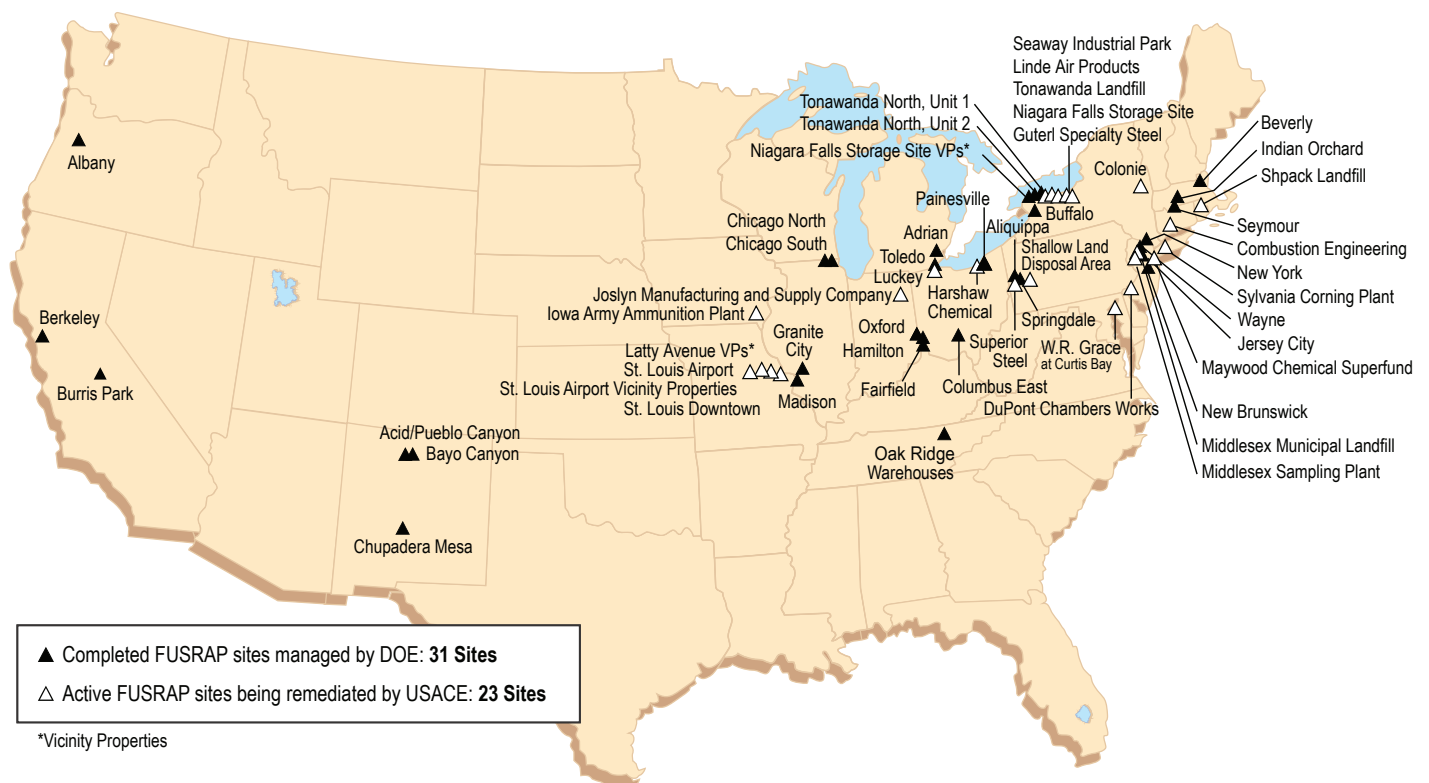 Seaway Industrial Park
Linde Air Products
Tonawanda Landfill
Niagara Falls Storage Site
Guterl Specialty Steel
Tonawanda North, Unit 1
Tonawanda North, Unit 2
Niagara Falls Storage Site VPs*
Beverly
Indian Orchard
Shpack Landfill
Colonie
Albany
Painesville
Buffalo
Aliquippa
Seymour
Combustion Engineering
New York
Sylvania Corning Plant
Wayne
Jersey City
Maywood Chemical Superfund
New Brunswick
Middlesex Municipal Landfill
Middlesex Sampling Plant
Chicago North
Chicago South
Adrian
Toledo
Luckey
Shallow Land
Disposal Area
Harshaw
Chemical
Joslyn Manufacturing and Supply Company
Iowa Army Ammunition Plant
Springdale
Superior
Steel
W.R. Grace
at Curtis Bay
Berkeley
Burris Park
Granite
City
Oxford
Hamilton
Fairfield
Columbus East
DuPont Chambers Works
Latty Avenue VPs*
St. Louis Airport
St. Louis Airport Vicinity Properties
St. Louis Downtown
Madison
Acid/Pueblo Canyon
Bayo Canyon
Oak Ridge
Warehouses
Chupadera Mesa
Completed FUSRAP sites managed by DOE: 31 Sites
Active FUSRAP sites being remediated by USACE: 23 Sites
*Vicinity Properties